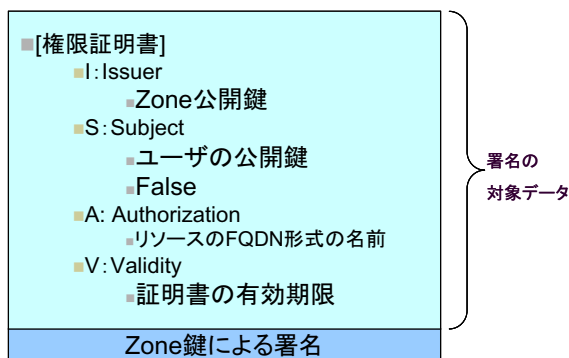 [権限証明書]
I:Issuer
Zone公開鍵
S:Subject
ユーザの公開鍵
False
A: Authorization
リソースのFQDN形式の名前
V:Validity
証明書の有効期限
Zone鍵による署名
署名の
対象データ